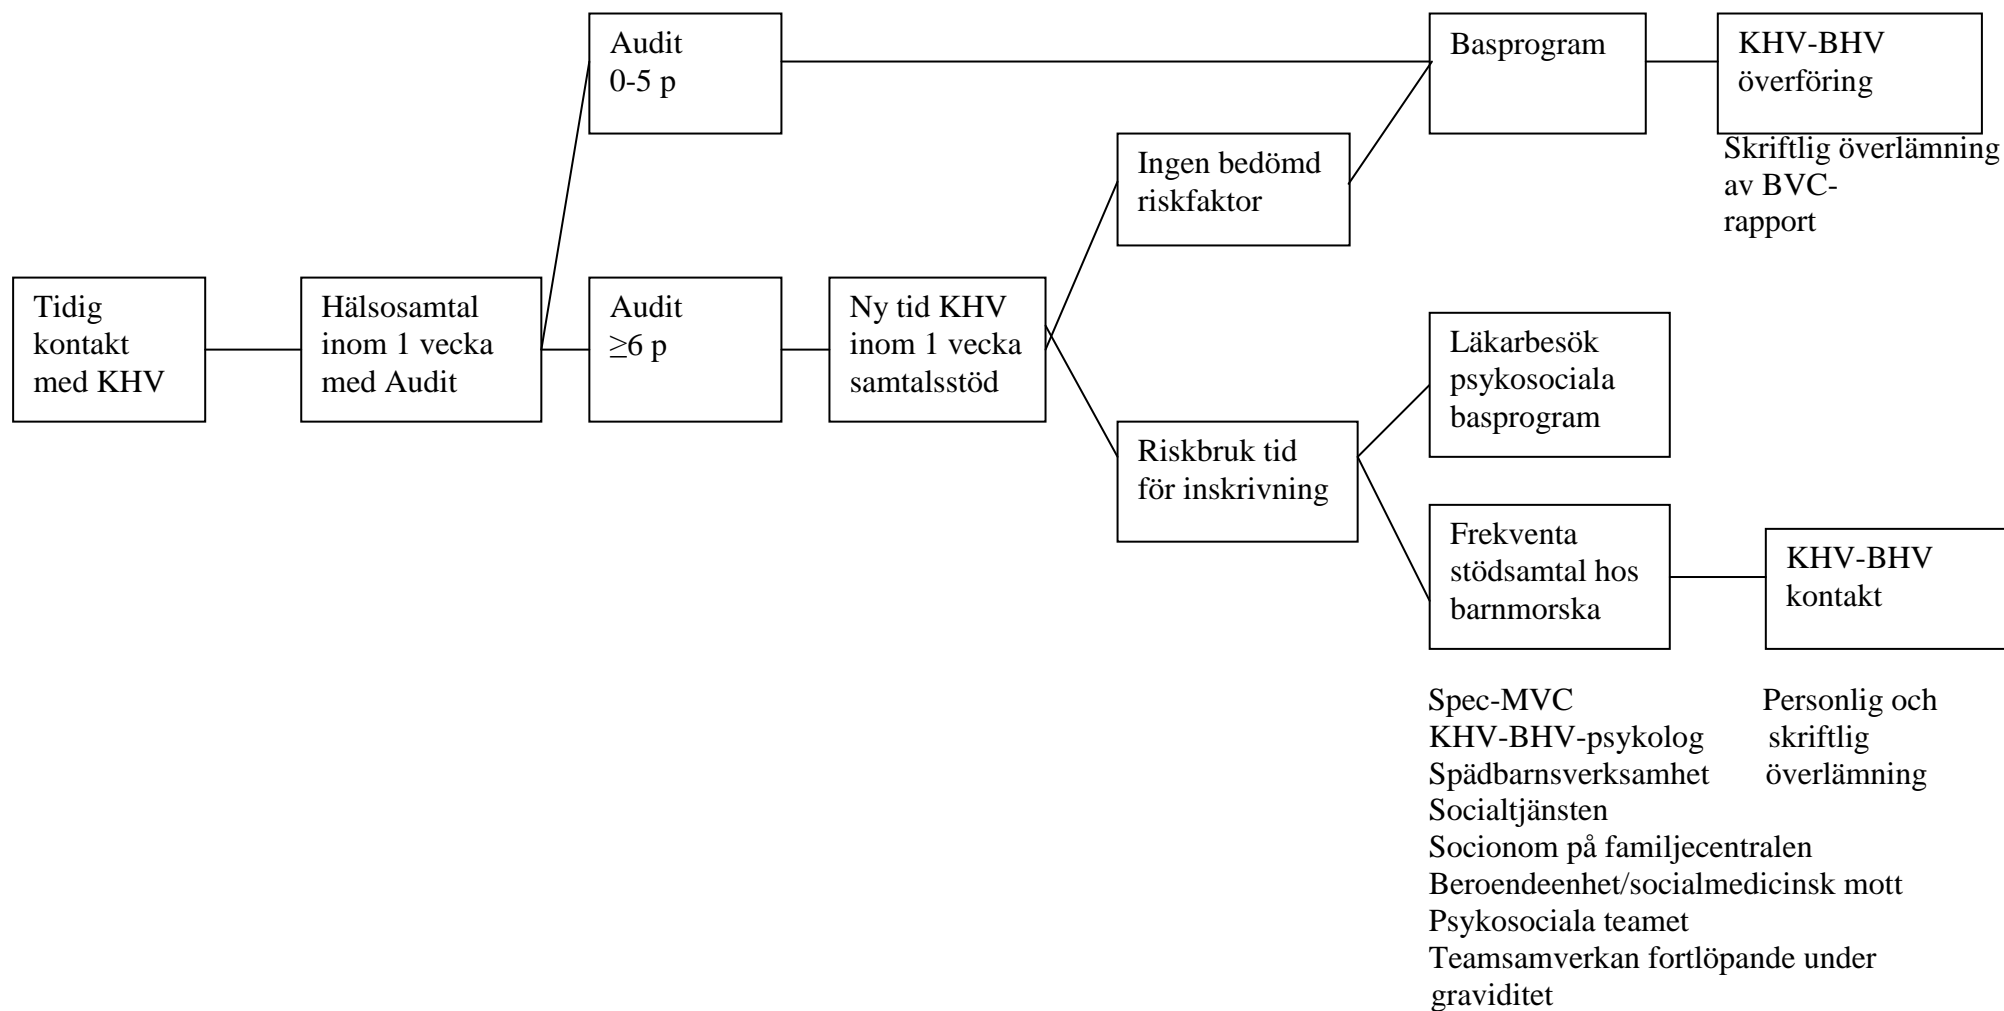 Audit
0-5 p
Basprogram
KHV-BHV
överföring
Skriftlig överlämning
av BVC-
rapport
Ingen bedömd
riskfaktor
Tidig
kontakt
med KHV
Hälsosamtal
inom 1 vecka
med Audit
Audit
≥6 p
Ny tid KHV
inom 1 vecka
samtalsstöd
Läkarbesök
psykosociala
basprogram
Riskbruk tid
för inskrivning
Frekventa
stödsamtal hos
barnmorska
KHV-BHV
kontakt
Spec-MVC
KHV-BHV-psykolog
Spädbarnsverksamhet
Socialtjänsten
Socionom på familjecentralen
Beroendeenhet/socialmedicinsk mott
Psykosociala teamet
Teamsamverkan fortlöpande under
graviditet
Personlig och
skriftlig
överlämning